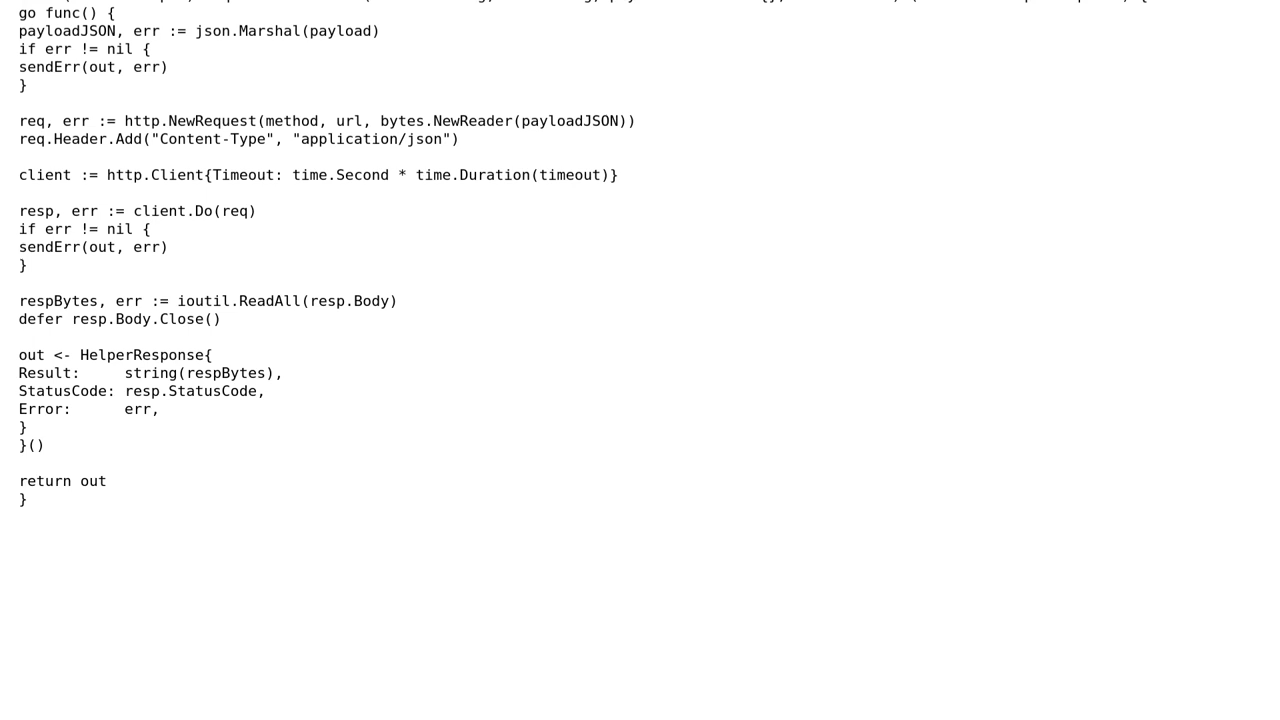 go func() {
payloadJSON, err := json.Marshal(payload)
if err != nil {
sendErr(out, err)
}

req, err := http.NewRequest(method, url, bytes.NewReader(payloadJSON))
req.Header.Add("Content-Type", "application/json")

client := http.Client{Timeout: time.Second * time.Duration(timeout)}

resp, err := client.Do(req)
if err != nil {
sendErr(out, err)
}

respBytes, err := ioutil.ReadAll(resp.Body)
defer resp.Body.Close()

out <- HelperResponse{
Result:     string(respBytes),
StatusCode: resp.StatusCode,
Error:      err,
}
}()

return out
}